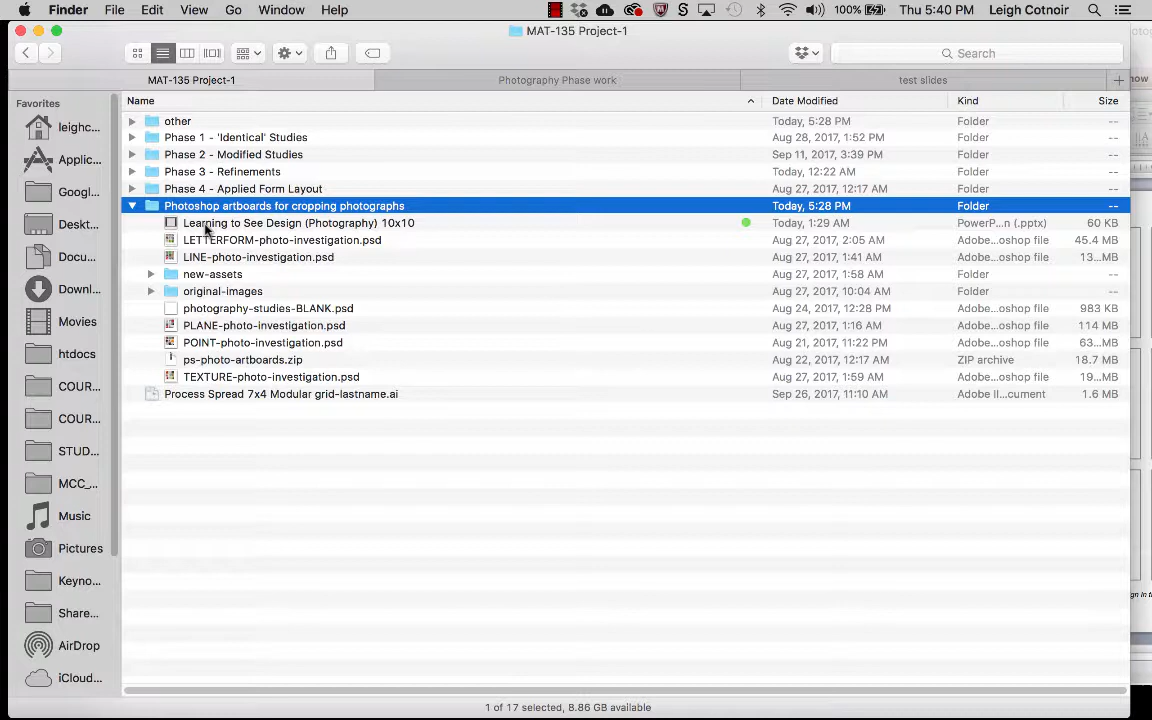 Finder File Edit View Go Window Help 100% Thu 5:40 PM Leigh Cotnoir
MAT-135 Project-1
Search
MAT-135 Project-1 Photography Phase work test slides
Favorites
leighc...
Applic...
Googl...
Deskt...
Docu...
Downl...
Movies
htdocs
COUR...
COUR...
STUD...
MCC_...
Music
Pictures
Keyno...
Share...
AirDrop
iCloud...
Name Date Modified Kind Size
other Today, 5:28 PM Folder --
Phase 1 - 'Identical' Studies Aug 28, 2017, 1:52 PM Folder --
Phase 2 - Modified Studies Sep 11, 2017, 3:39 PM Folder --
Phase 3 - Refinements Today, 12:22 AM Folder --
Phase 4 - Applied Form Layout Aug 27, 2017, 12:17 AM Folder --
Photoshop artboards for cropping photographs Today, 5:28 PM Folder --
Learning to See Design (Photography) 10x10 Today, 1:29 AM PowerP...n (.pptx) 60 KB
LETTERFORM-photo-investigation.psd Aug 27, 2017, 2:05 AM Adobe...oshop file 45.4 MB
LINE-photo-investigation.psd Aug 27, 2017, 1:41 AM Adobe...oshop file 13...MB
new-assets Aug 27, 2017, 1:58 AM Folder --
original-images Aug 27, 2017, 10:04 AM Folder --
photography-studies-BLANK.psd Aug 24, 2017, 12:28 PM Adobe...oshop file 983 KB
PLANE-photo-investigation.psd Aug 27, 2017, 1:16 AM Adobe...oshop file 114 MB
POINT-photo-investigation.psd Aug 21, 2017, 11:22 PM Adobe...oshop file 63...MB
ps-photo-artboards.zip Aug 22, 2017, 12:17 AM ZIP archive 18.7 MB
TEXTURE-photo-investigation.psd Aug 27, 2017, 1:59 AM Adobe...oshop file 19...MB
Process Spread 7x4 Modular grid-lastname.ai Sep 26, 2017, 11:10 AM Adobe Il...cument 1.6 MB
1 of 17 selected, 8.86 GB available